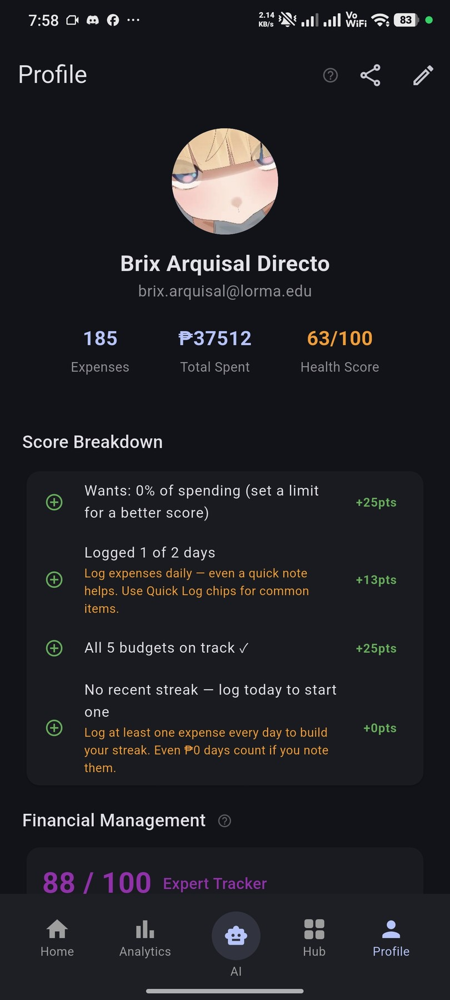 7:58
2.14
KB/s
Vo
WiFi
83
Profile
Brix Arquisal Directo
brix.arquisal@lorma.edu
185
₱37512
63/100
Expenses
Total Spent
Health Score
Score Breakdown
Wants: 0% of spending (set a limit
for a better score)
+25pts
Logged 1 of 2 days
Log expenses daily — even a quick note
helps. Use Quick Log chips for common
items.
+13pts
All 5 budgets on track ✓
+25pts
No recent streak — log today to start
one
Log at least one expense every day to build
your streak. Even ₱0 days count if you note
them.
+0pts
Financial Management
88 / 100 Expert Tracker
Home
Analytics
AI
Hub
Profile